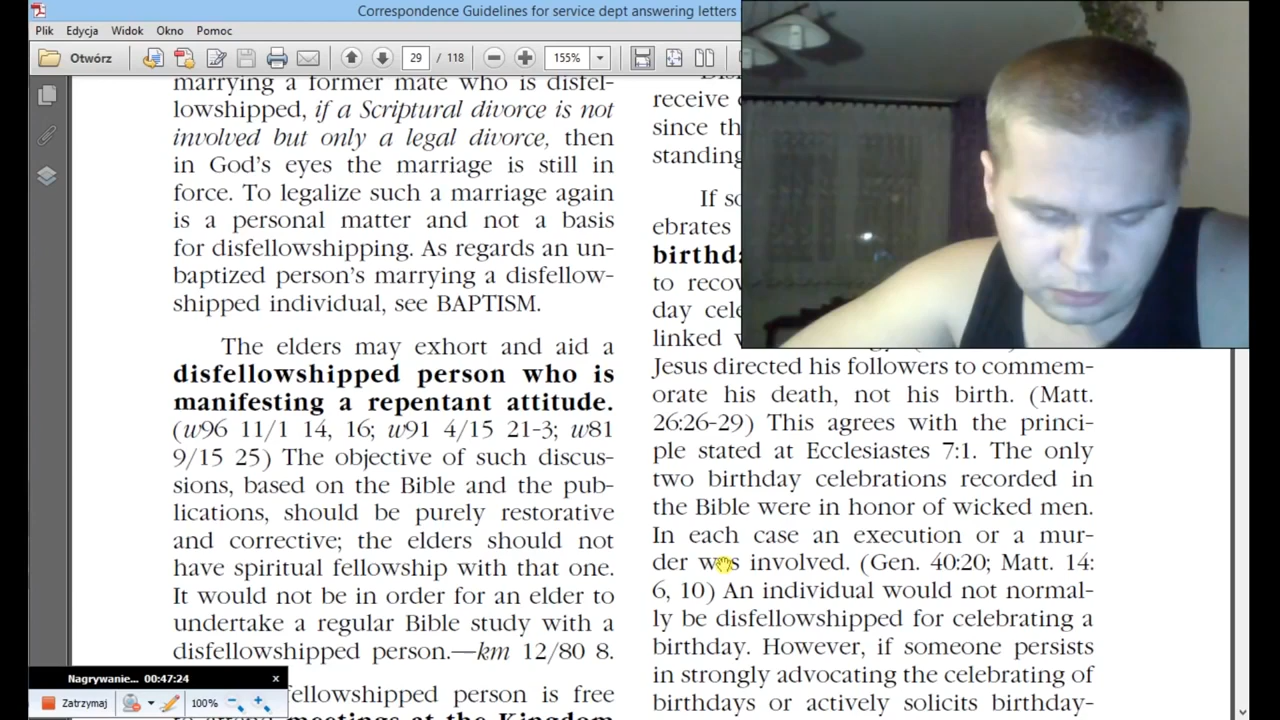 Correspondence Guidelines for service dept answering letters
Plik Edycja Widok Okno Pomoc
Otwórz 29 / 118 155%
marrying a former mate who is disfel-
lowshipped, if a Scriptural divorce is not
involved but only a legal divorce, then
in God's eyes the marriage is still in
force. To legalize such a marriage again
is a personal matter and not a basis
for disfellowshipping. As regards an un-
baptized person's marrying a disfellow-
shipped individual, see BAPTISM.
The elders may exhort and aid a
disfellowshipped person who is
manifesting a repentant attitude.
(w96 11/1 14, 16; w91 4/15 21-3; w81
9/15 25) The objective of such discus-
sions, based on the Bible and the pub-
lications, should be purely restorative
and corrective; the elders should not
have spiritual fellowship with that one.
It would not be in order for an elder to
undertake a regular Bible study with a
disfellowshipped person.—km 12/80 8.
fellowshipped person is free
meetings at the Kingdom
receive
since th
standing
If so
ebrates
birthda
to recov
day cele
linked
Jesus directed his followers to commem-
orate his death, not his birth. (Matt.
26:26-29) This agrees with the princi-
ple stated at Ecclesiastes 7:1. The only
two birthday celebrations recorded in
the Bible were in honor of wicked men.
In each case an execution or a mur-
der was involved. (Gen. 40:20; Matt. 14:
6, 10) An individual would not normal-
ly be disfellowshipped for celebrating a
birthday. However, if someone persists
in strongly advocating the celebrating of
birthdays or actively solicits birthday-
Nagrywanie... 00:47:24
Zatrzymaj 100%